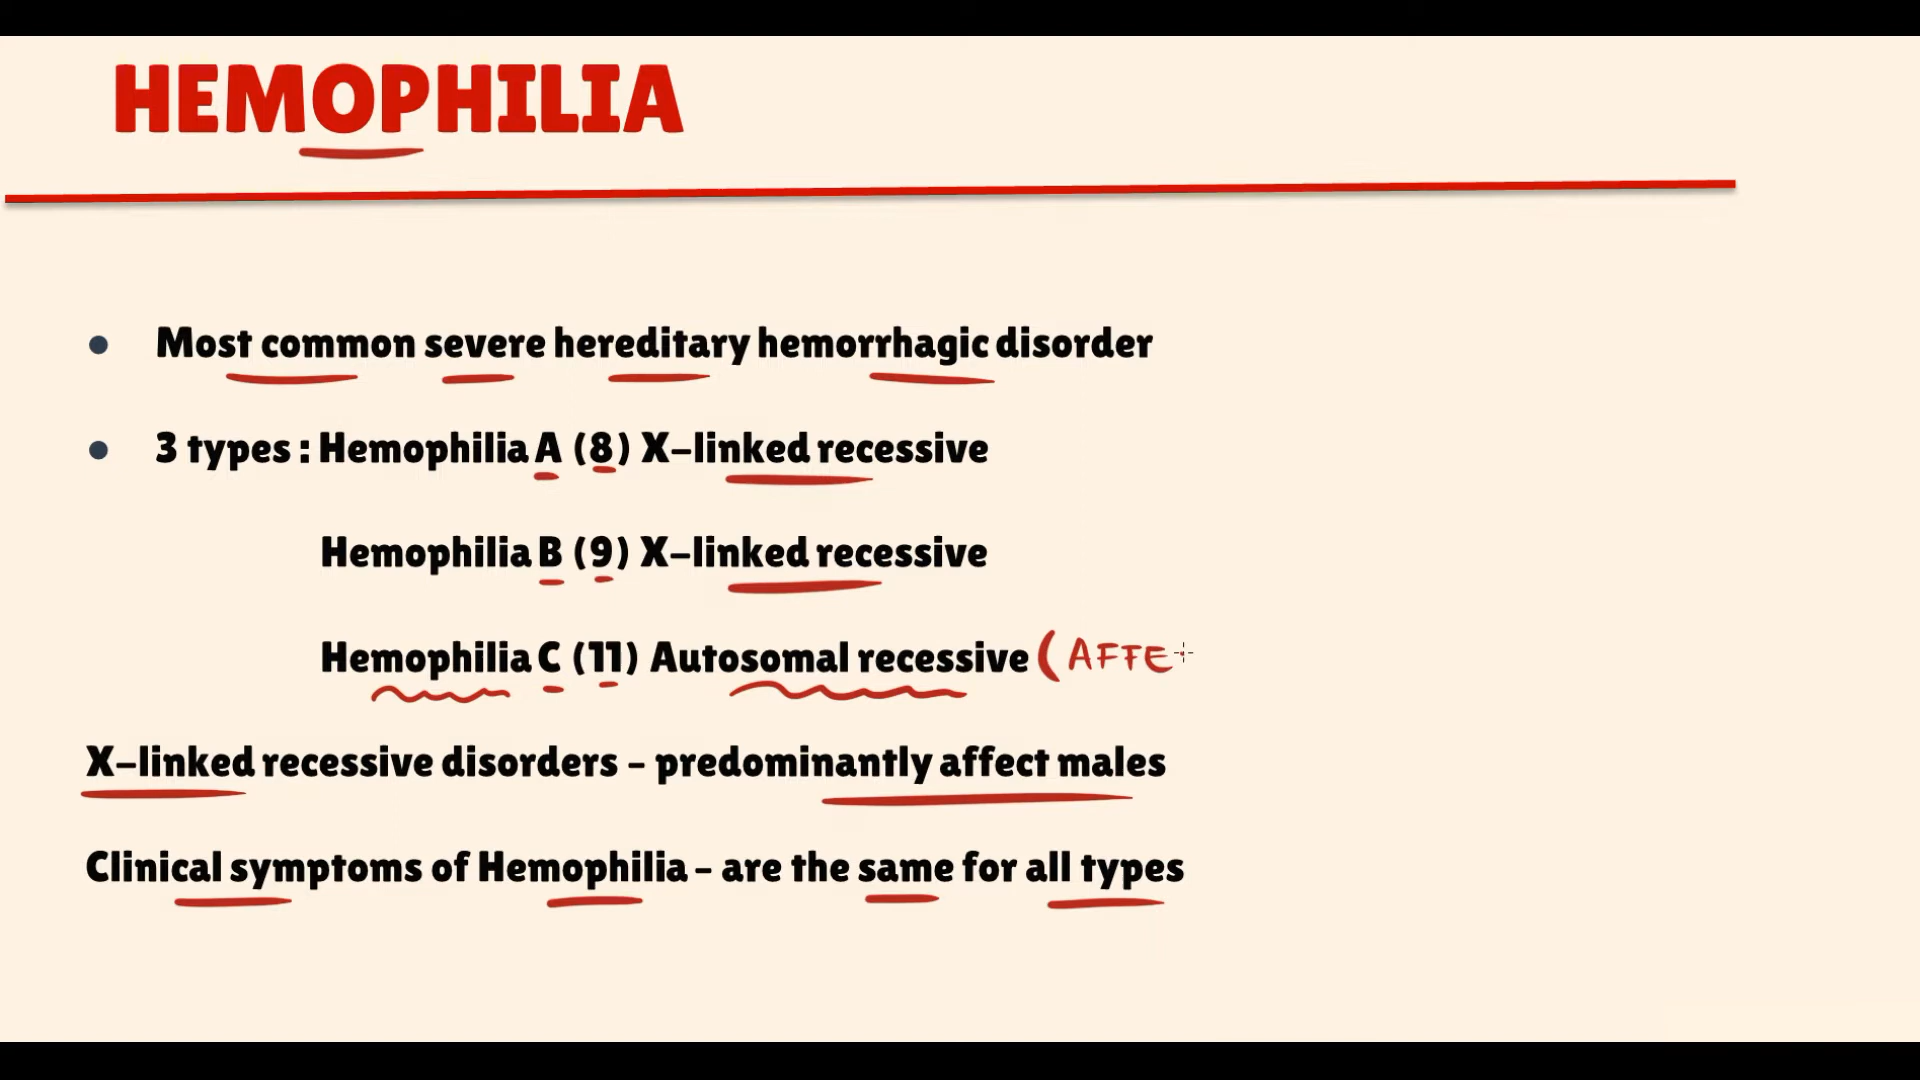 HEMOPHILIA
• Most common severe hereditary hemorrhagic disorder
• 3 types : Hemophilia A (8) X-linked recessive
Hemophilia B (9) X-linked recessive
Hemophilia C (11) Autosomal recessive (AFFE
X-linked recessive disorders - predominantly affect males
Clinical symptoms of Hemophilia - are the same for all types